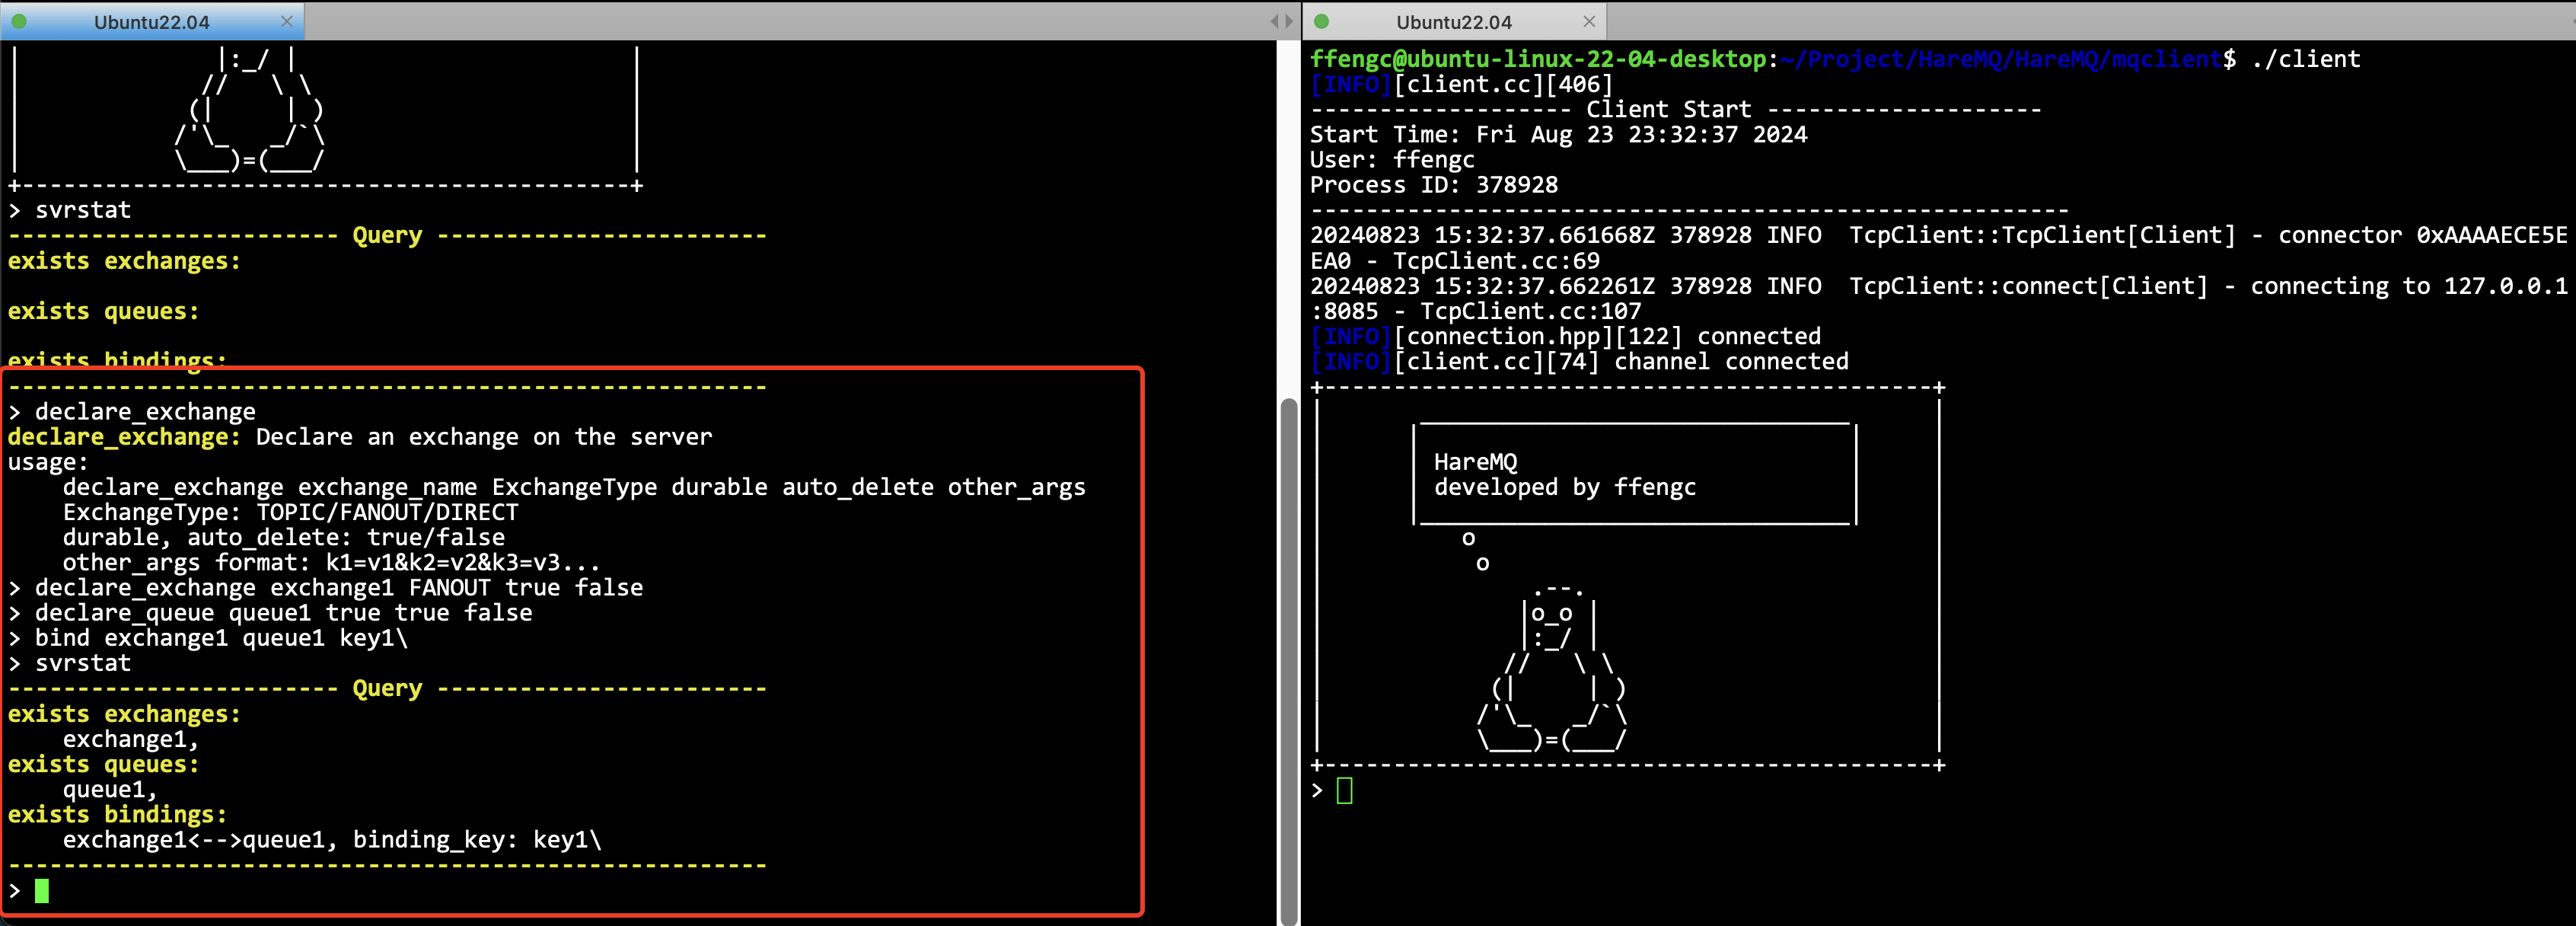 Ubuntu22.04
|:_/ |
//   \ \
(|     | )
/'\_   _/`\
\___)=(___/
+--------------------------------------------+
> svrstat
------------------------ Query ------------------------
exists exchanges:
exists queues:
exists bindings:
-------------------------------------------------------
> declare_exchange
declare_exchange: Declare an exchange on the server
usage:
    declare_exchange exchange_name ExchangeType durable auto_delete other_args
    ExchangeType: TOPIC/FANOUT/DIRECT
    durable, auto_delete: true/false
    other_args format: k1=v1&k2=v2&k3=v3...
> declare_exchange exchange1 FANOUT true false
> declare_queue queue1 true true false
> bind exchange1 queue1 key1\
> svrstat
------------------------ Query ------------------------
exists exchanges:
    exchange1,
exists queues:
    queue1,
exists bindings:
    exchange1<-->queue1, binding_key: key1\
-------------------------------------------------------
>
Ubuntu22.04
ffengc@ubuntu-linux-22-04-desktop:~/Project/HareMQ/HareMQ/mqclient$ ./client
[INFO][client.cc][406]
------------------- Client Start --------------------
Start Time: Fri Aug 23 23:32:37 2024
User: ffengc
Process ID: 378928
-------------------------------------------------------
20240823 15:32:37.661668Z 378928 INFO  TcpClient::TcpClient[Client] - connector 0xAAAAECE5E
EA0 - TcpClient.cc:69
20240823 15:32:37.662261Z 378928 INFO  TcpClient::connect[Client] - connecting to 127.0.0.1
:8085 - TcpClient.cc:107
[INFO][connection.hpp][122] connected
[INFO][client.cc][74] channel connected
+--------------------------------------------+
HareMQ
developed by ffengc
o
o
.--.
|o_o |
|:_/ |
//   \ \
(|     | )
/'\_   _/`\
\___)=(___/
+--------------------------------------------+
>